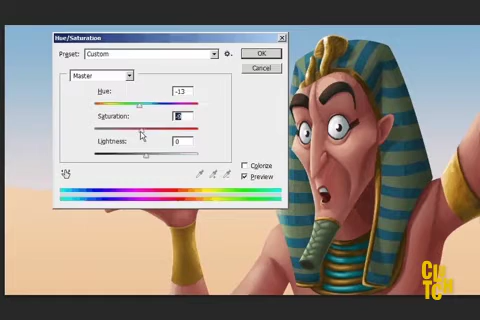 Hue/Saturation
Preset: Custom
OK
Cancel
Master
Hue: -13
Saturation:
Lightness: 0
Colorize
Preview